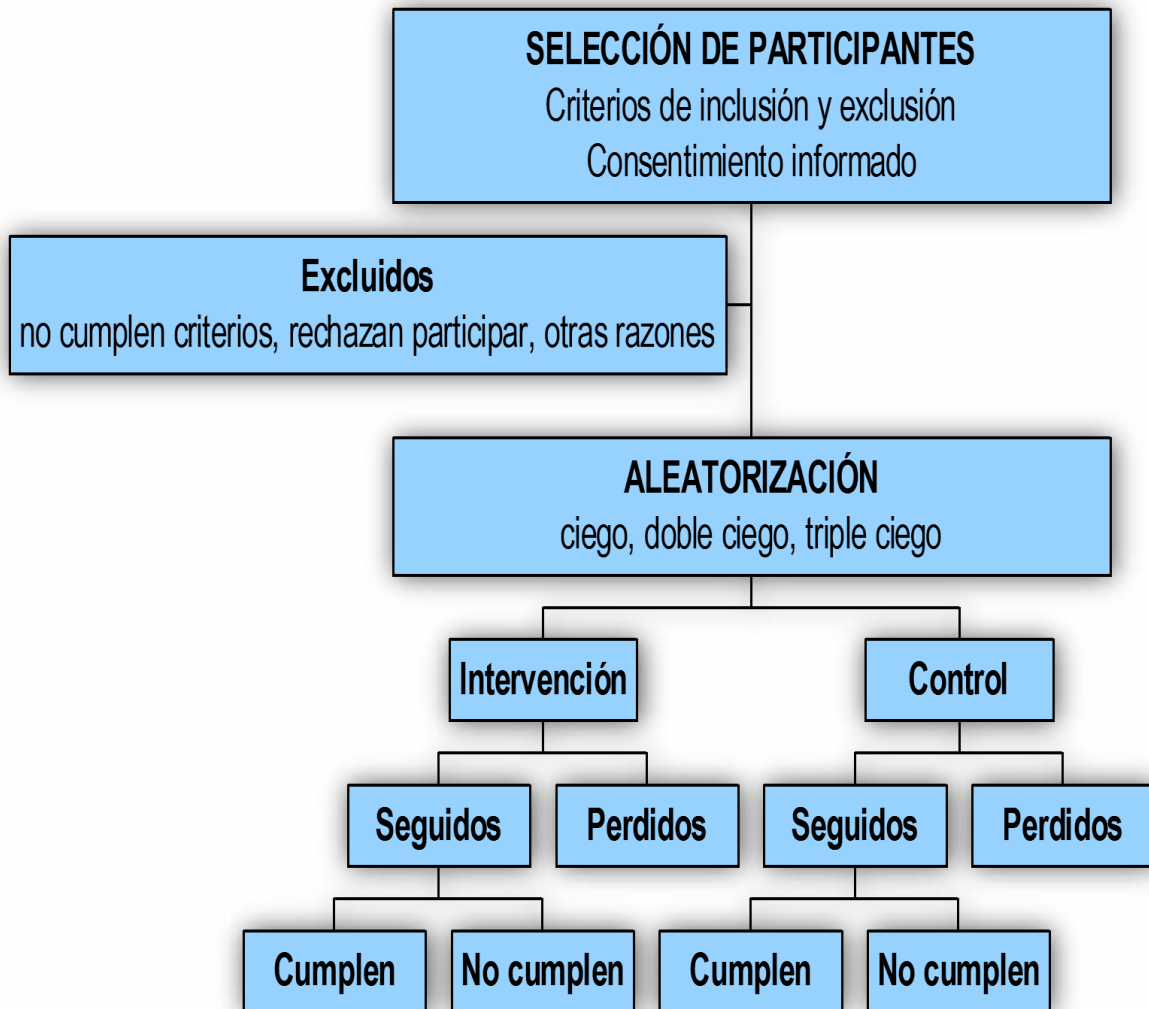 SELECCIÓN DE PARTICIPANTES
Criterios de inclusión y exclusión
Consentimiento informado
Excluidos
no cumplen criterios, rechazan participar, otras razones
ALEATORIZACIÓN
ciego, doble ciego, triple ciego
Intervención
Control
Seguidos
Perdidos
Seguidos
Perdidos
Cumplen
No cumplen
Cumplen
No cumplen